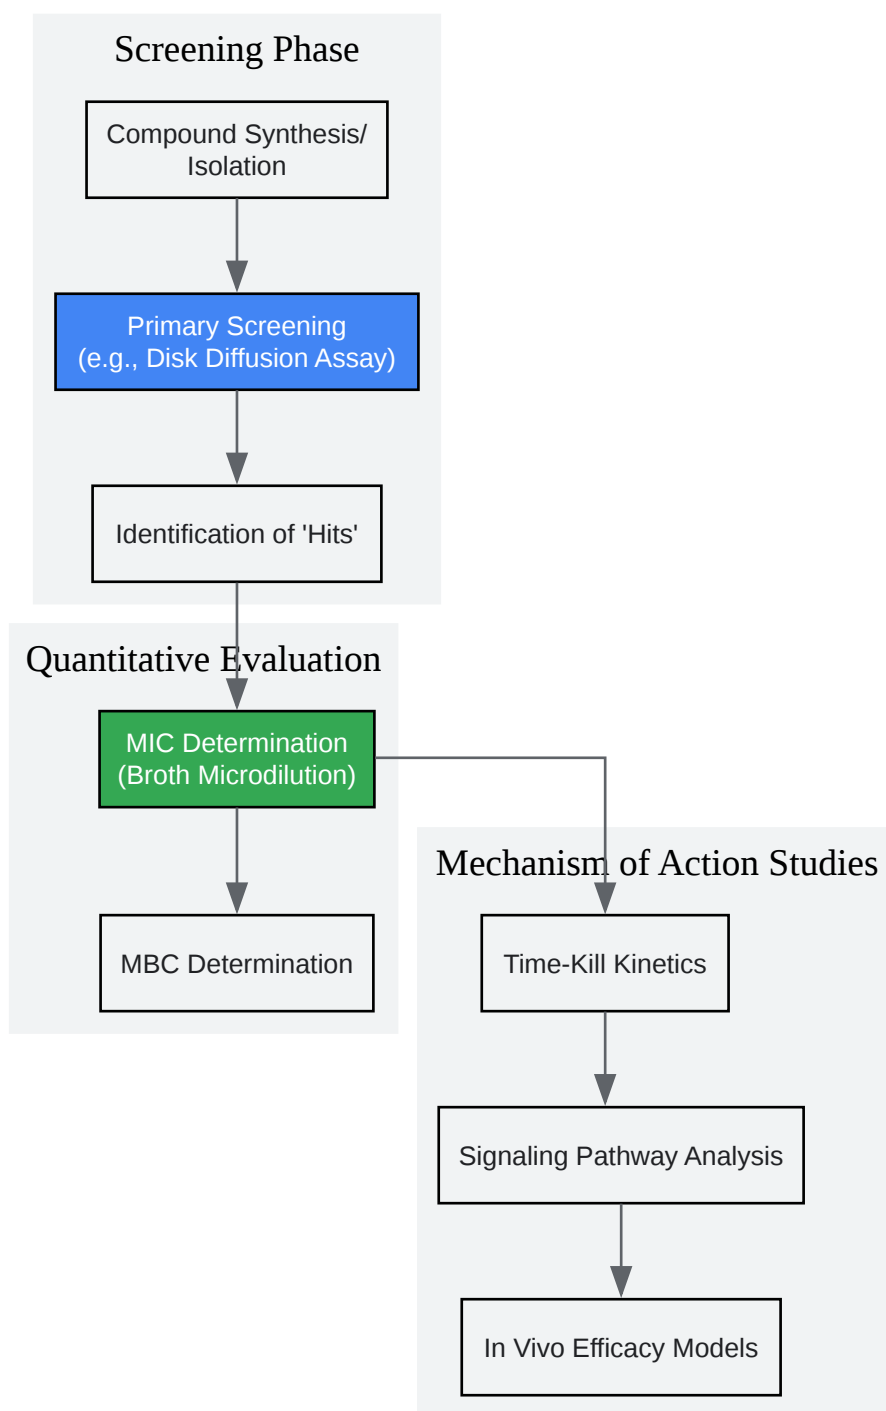 Screening Phase
Compound Synthesis/
Isolation
Primary Screening
(e.g., Disk Diffusion Assay)
Identification of 'Hits'
Quantitative Evaluation
MIC Determination
(Broth Microdilution)
MBC Determination
Mechanism of Action Studies
Time-Kill Kinetics
Signaling Pathway Analysis
In Vivo Efficacy Models